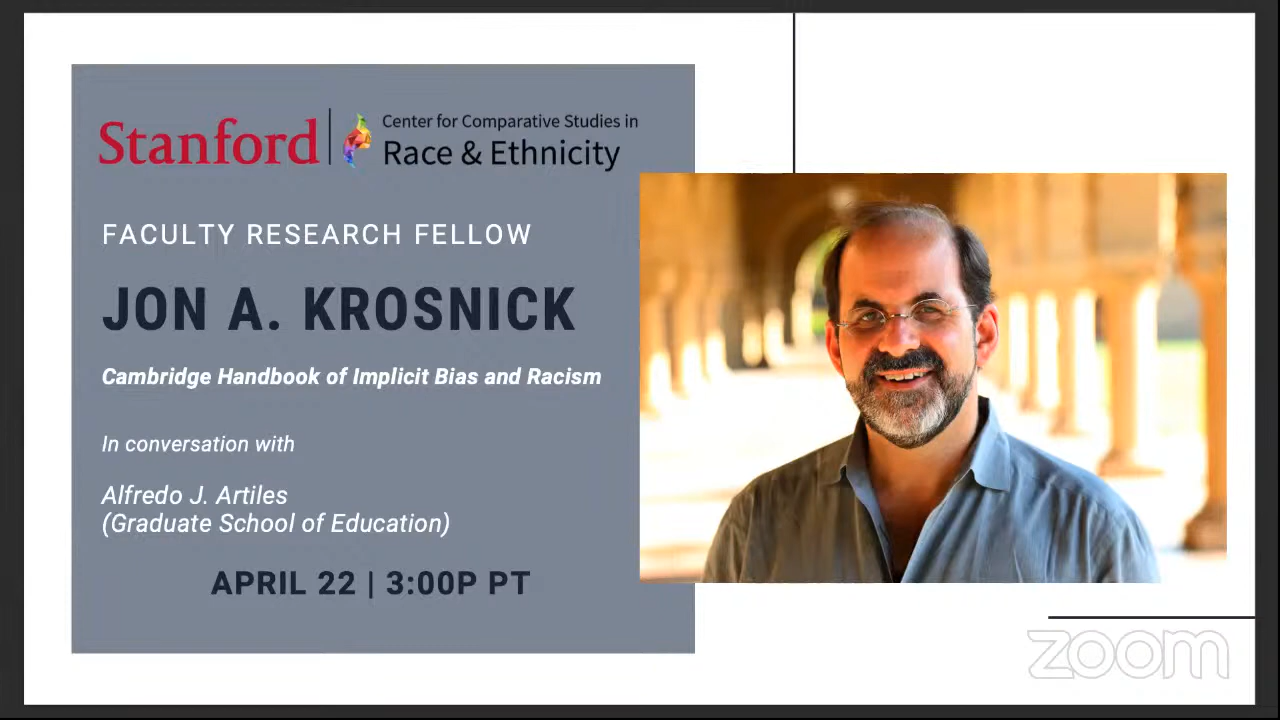 Stanford
Center for Comparative Studies in
Race & Ethnicity
FACULTY RESEARCH FELLOW
JON A. KROSNICK
Cambridge Handbook of Implicit Bias and Racism
In conversation with
Alfredo J. Artiles
(Graduate School of Education)
APRIL 22 | 3:00P PT
zoom